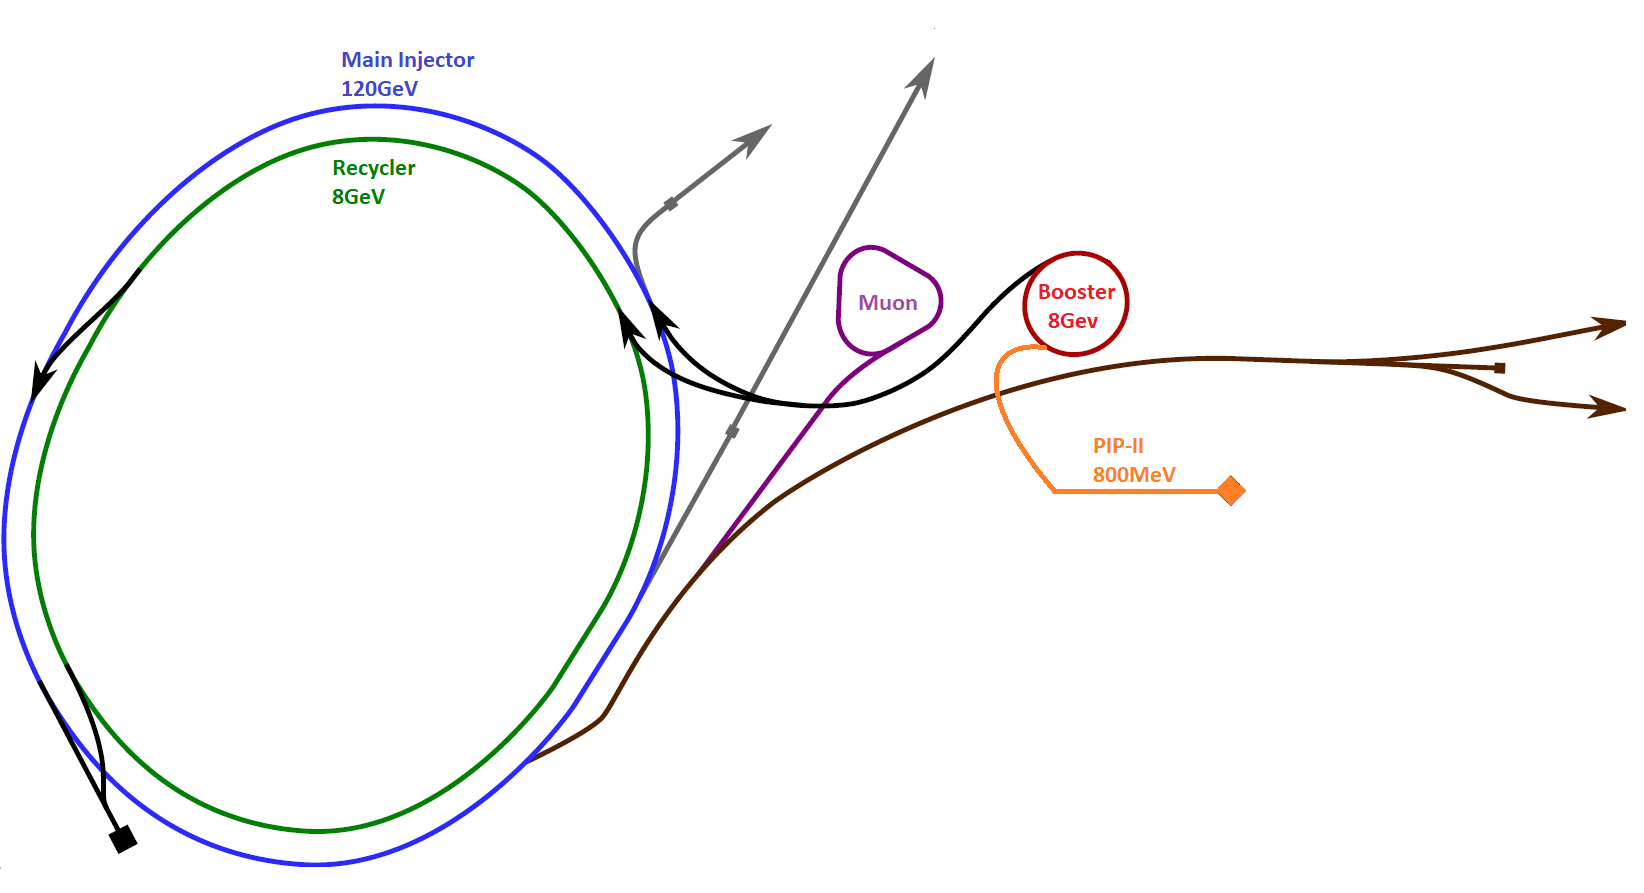 Main Injector
120GeV
Recycler
8GeV
Muon
Booster
8Gev
PIP-II
800MeV